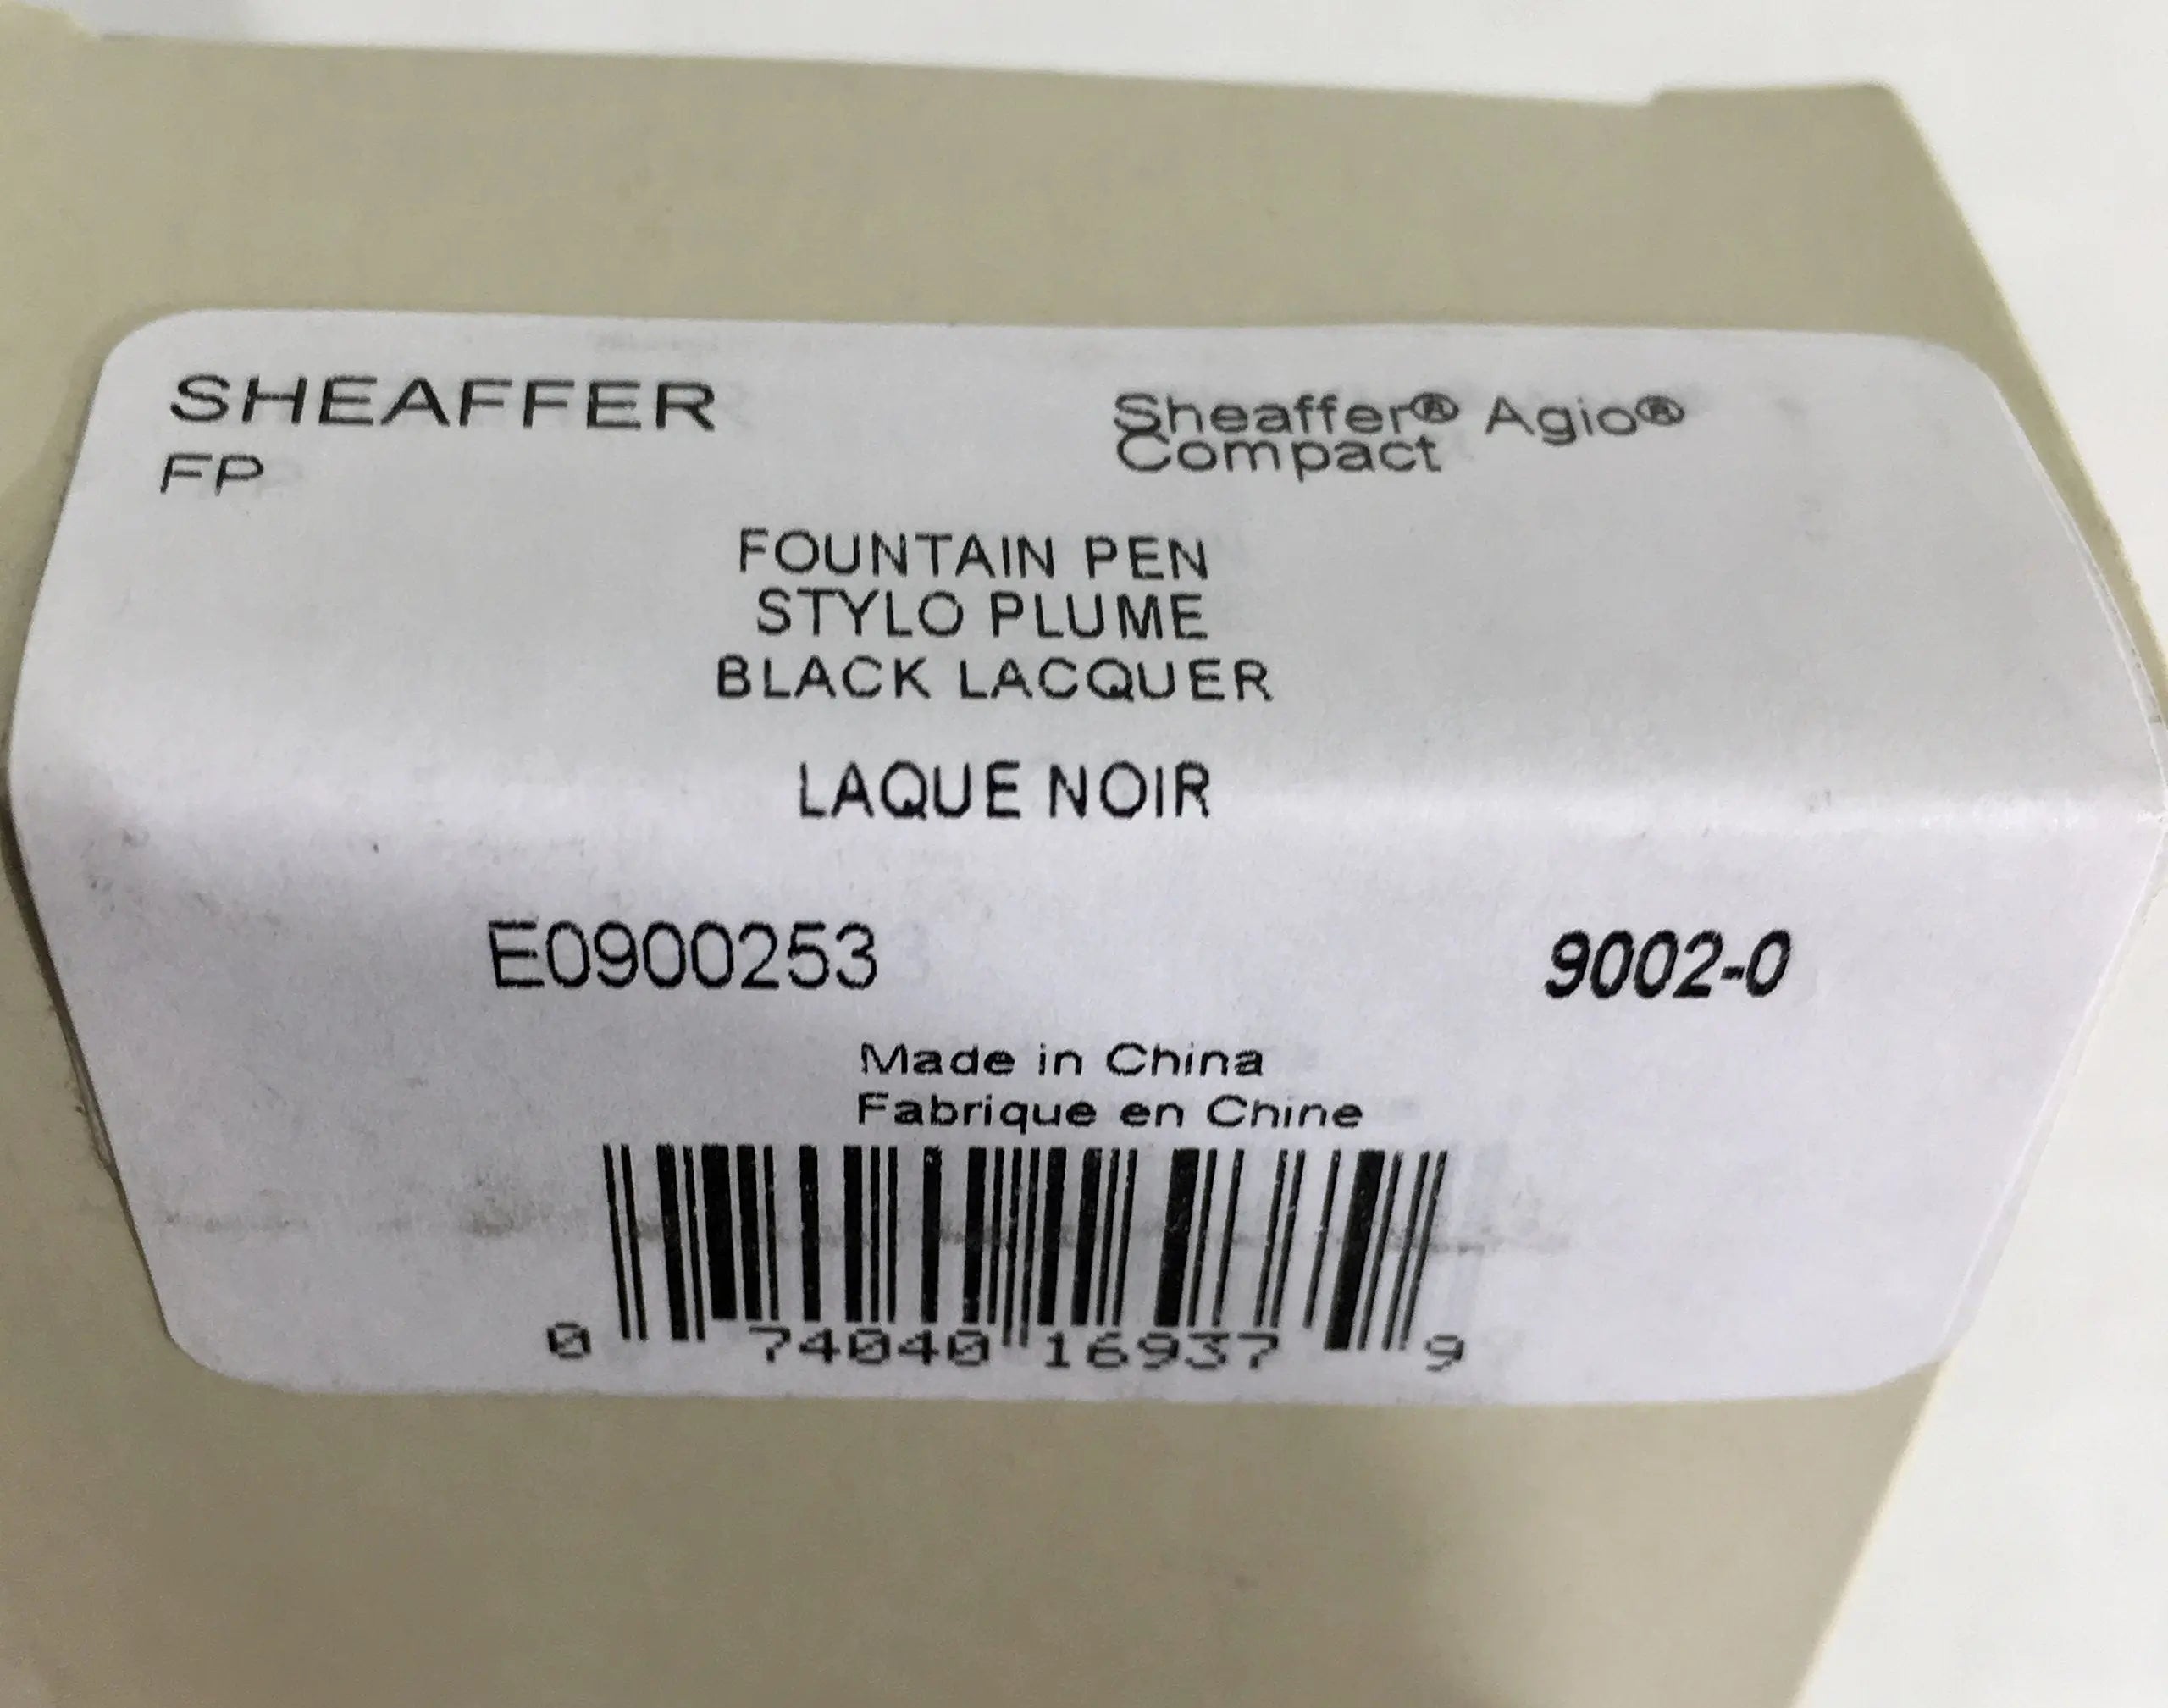 SHEAFFER
Sheaffer® Agio®
FP
Compact
FOUNTAIN PEN
STYLO PLUME
BLACK LACQUER
LAQUE NOIR
E0900253
9002-0
Made in China
Fabrique en Chine
0 74040 16937 9